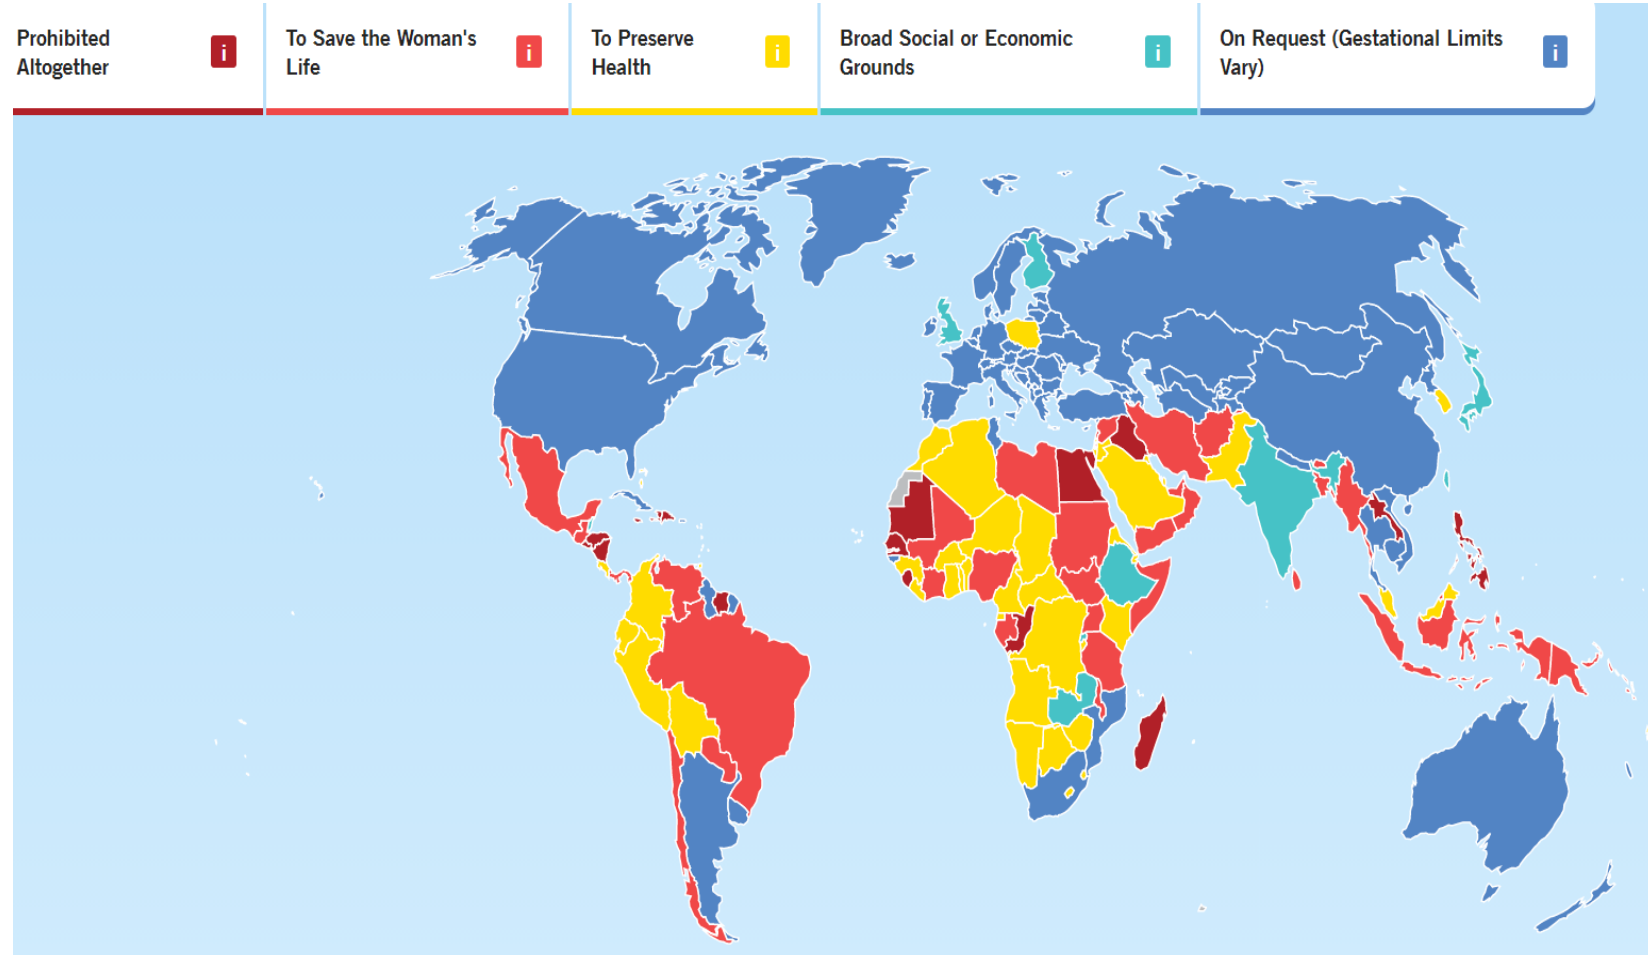 Prohibited
Altogether
i
To Save the Woman's
Life
i
To Preserve
Health
i
Broad Social or Economic
Grounds
i
On Request (Gestational Limits
Vary)
i